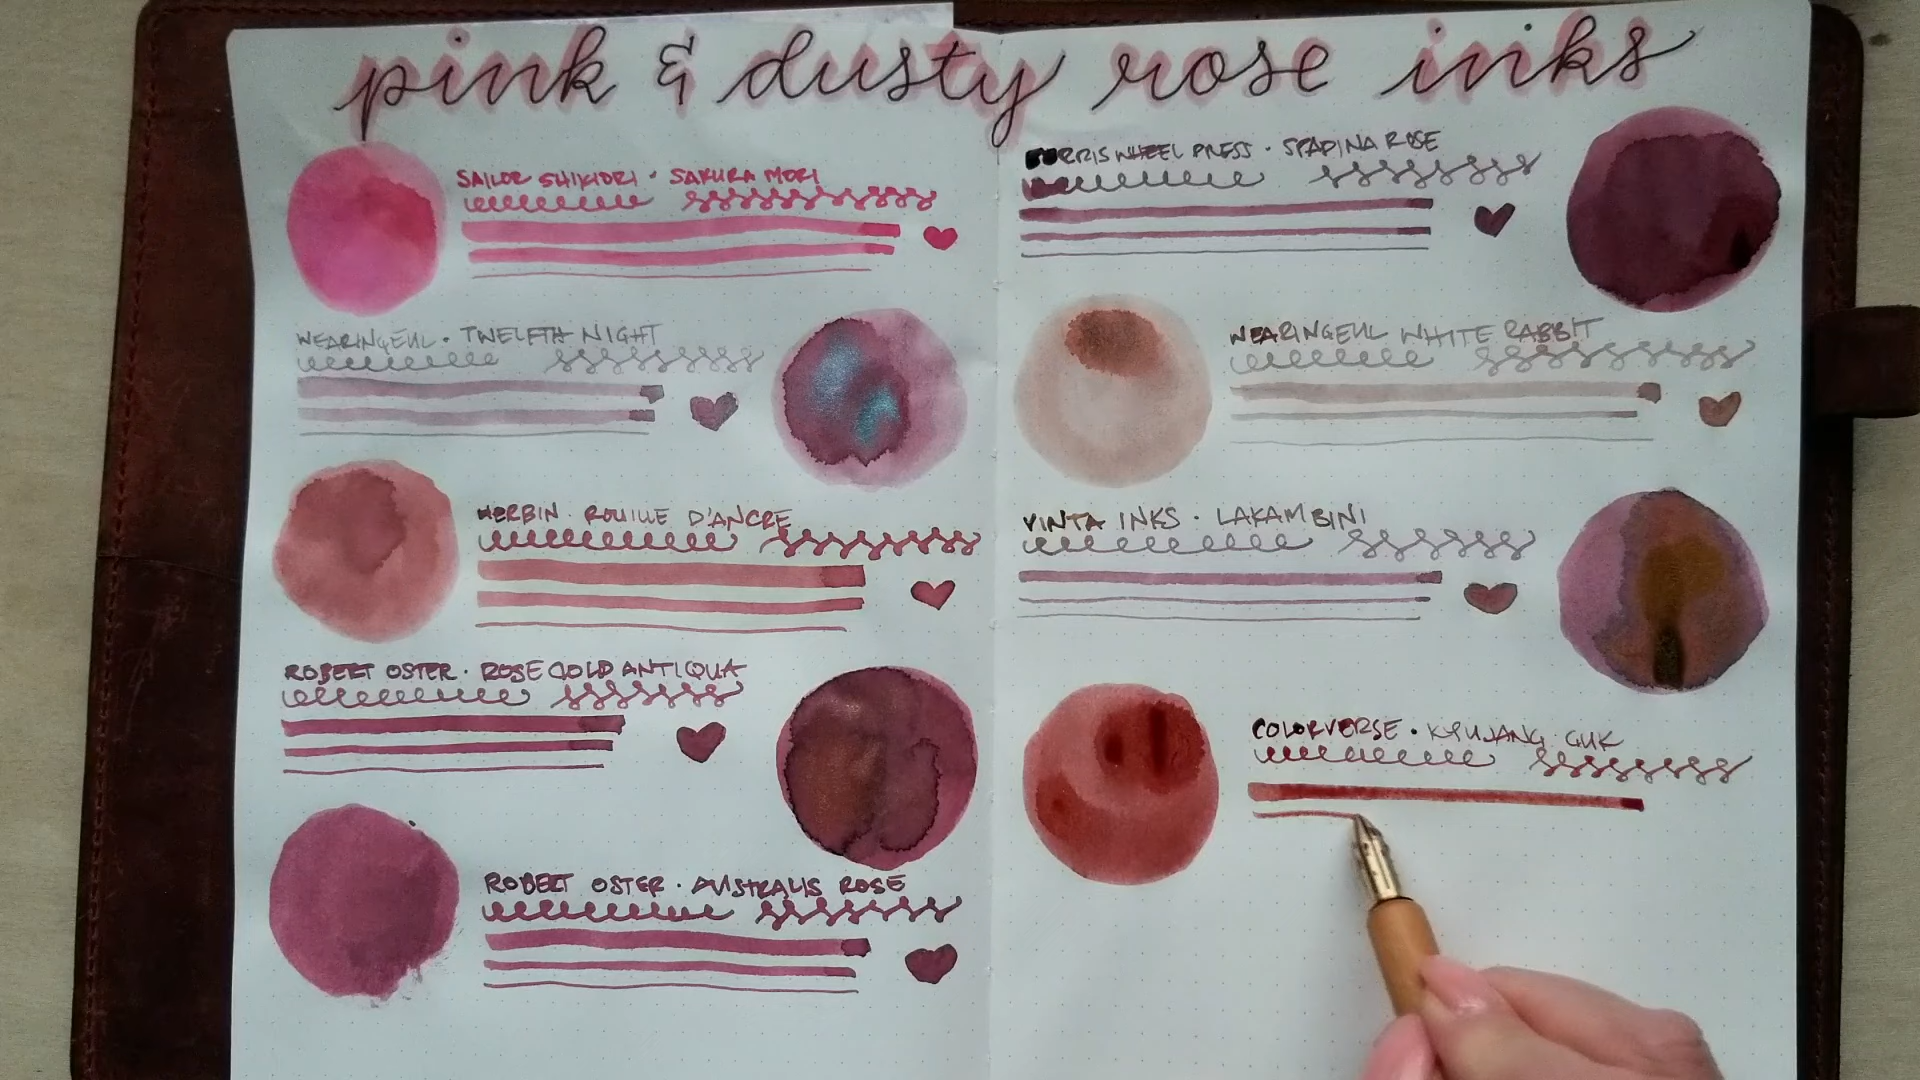 pink & dusty rose inks
SAILOR SHIKIORI · SAKURA MORI
WEARINGEUL · TWELFTH NIGHT
HERBIN · ROUILLE D'ANCRE
ROBERT OSTER · ROSE GOLD ANTIQUA
ROBERT OSTER · AUSTRALIS ROSE
FERRIS WHEEL PRESS · SPADINA ROSE
WEARINGEUL WHITE RABBIT
VINTA INKS · LAKAMBINI
COLORVERSE · GUK